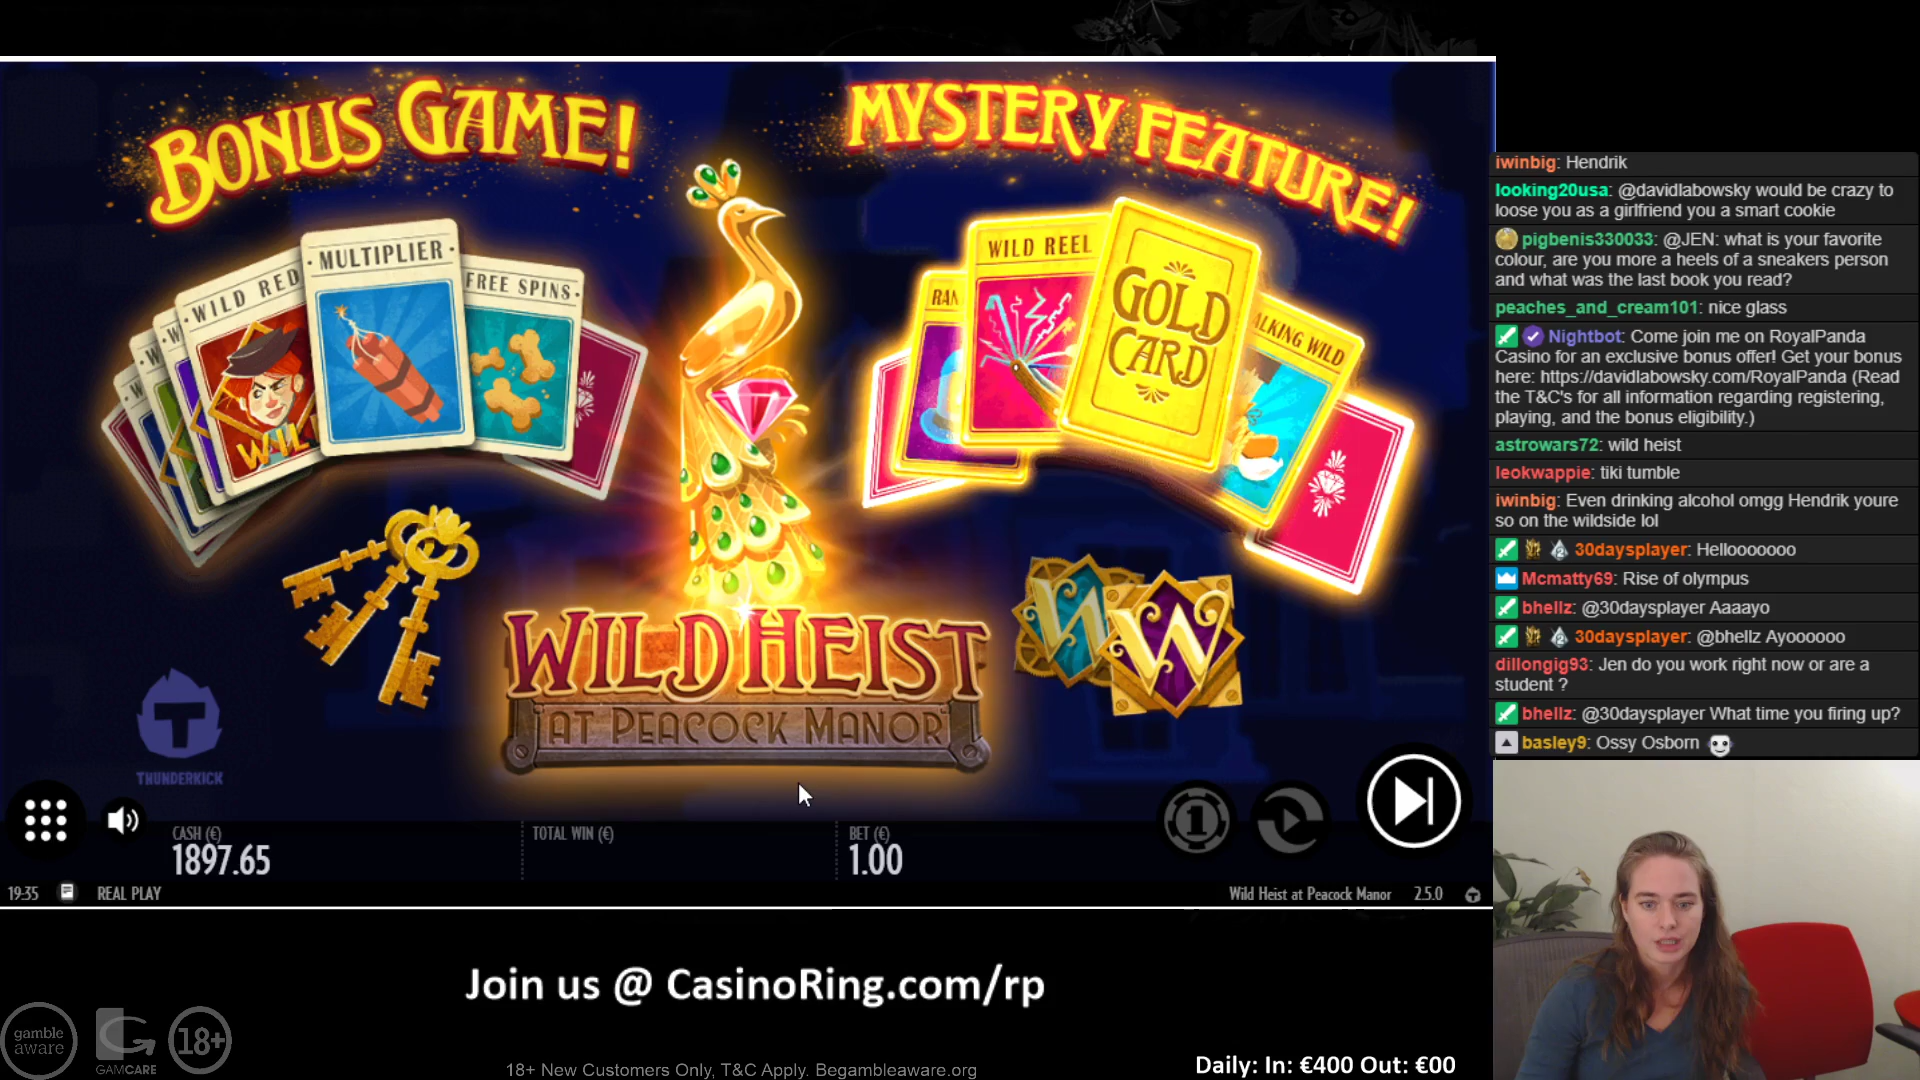 BONUS GAME!
MYSTERY FEATURE!
WILD RED
·MULTIPLIER·
FREE SPINS·
WILD
RAN
WILD REEL
GOLD
CARD
ALKING WILD
W
W
WILD HEIST
AT PEACOCK MANOR
T
THUNDERKICK
1
CASH (€)
1897.65
TOTAL WIN (€)
BET (€)
1.00
19:35
REAL PLAY
Wild Heist at Peacock Manor 2.5.0
iwinbig: Hendrik
looking20usa: @davidlabowsky would be crazy to
loose you as a girlfriend you a smart cookie
pigbenis330033: @JEN: what is your favorite
colour, are you more a heels of a sneakers person
and what was the last book you read?
peaches_and_cream101: nice glass
Nightbot: Come join me on RoyalPanda
Casino for an exclusive bonus offer! Get your bonus
here: https://davidlabowsky.com/RoyalPanda (Read
the T&C's for all information regarding registering,
playing, and the bonus eligibility.)
astrowars72: wild heist
leokwappie: tiki tumble
iwinbig: Even drinking alcohol omgg Hendrik youre
so on the wildside lol
30daysplayer: Hellooooooo
Mcmatty69: Rise of olympus
bhellz: @30daysplayer Aaaayo
30daysplayer: @bhellz Ayoooooo
dillongig93: Jen do you work right now or are a
student ?
bhellz: @30daysplayer What time you firing up?
basley9: Ossy Osborn
Join us @ CasinoRing.com/rp
gamble
aware
GAMCARE
18+
18+ New Customers Only, T&C Apply. Begambleaware.org
Daily: In: €400 Out: €00